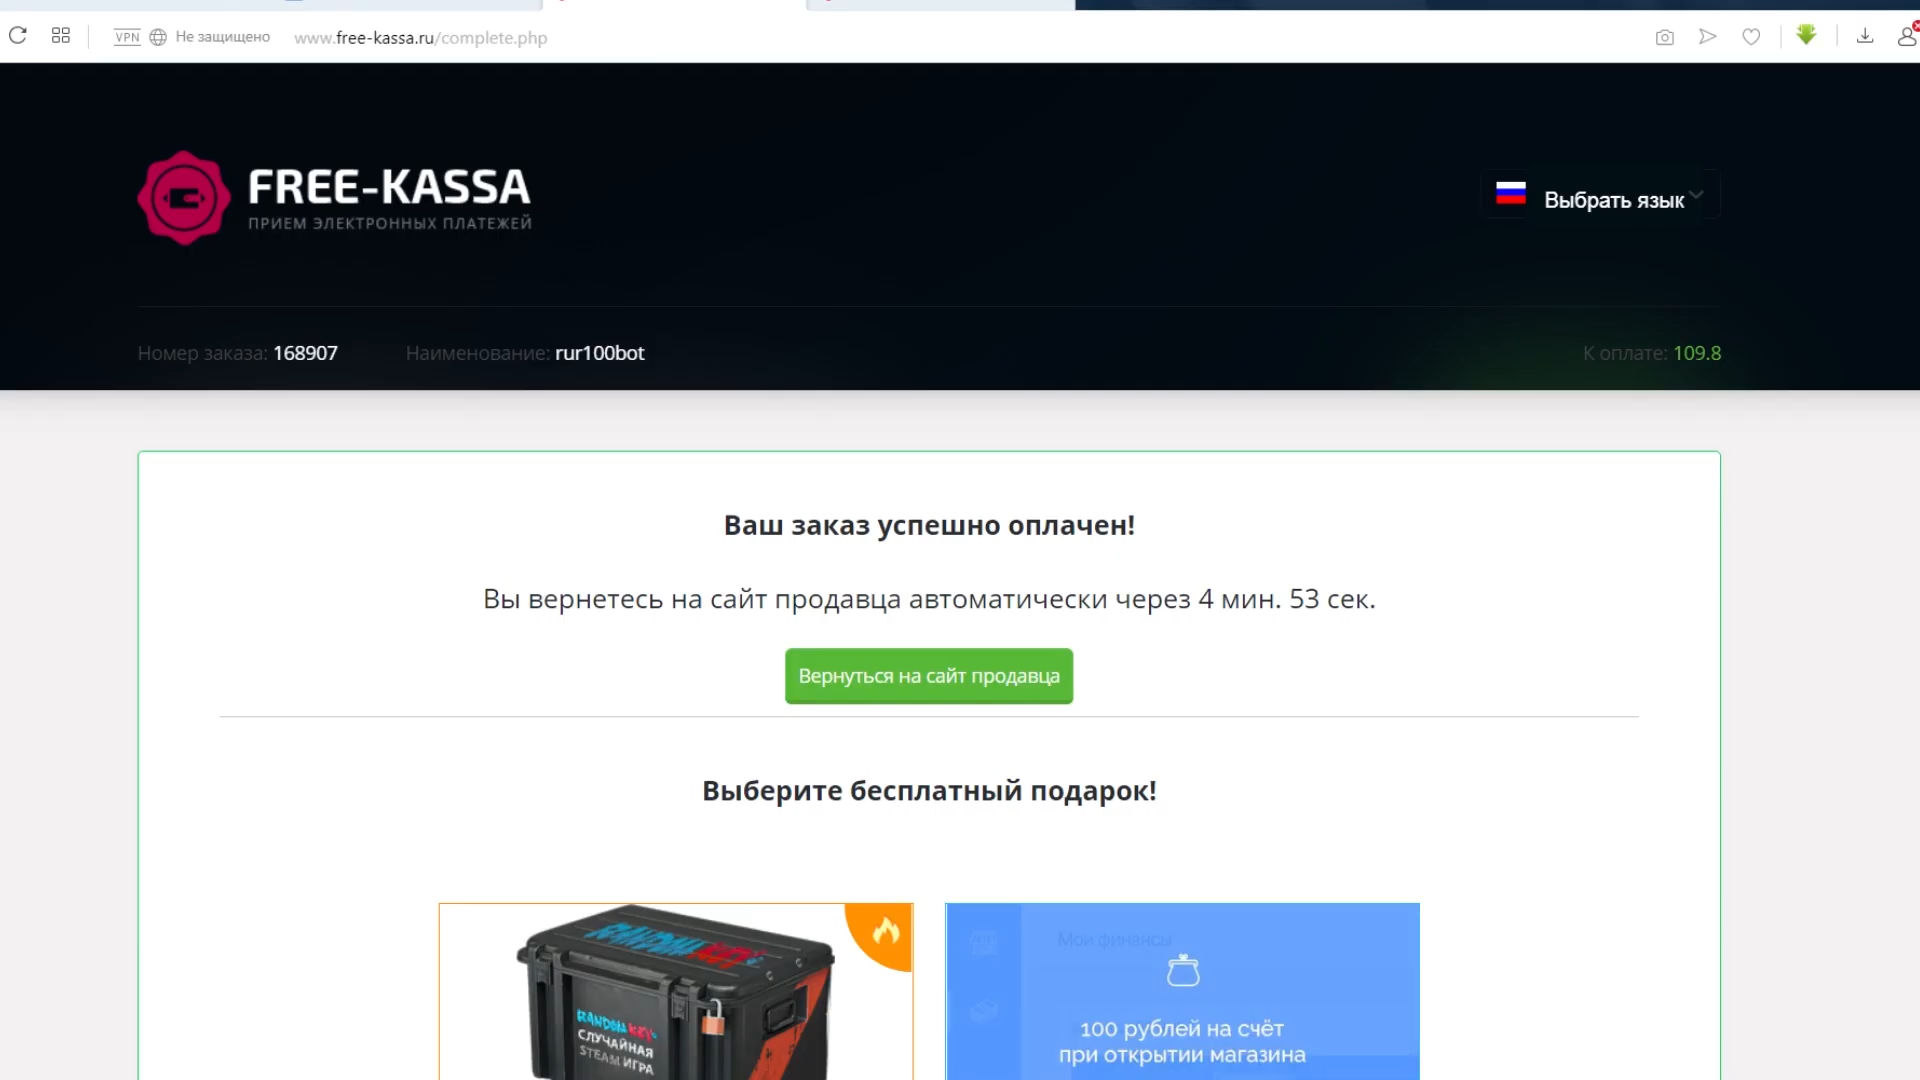 VPN Не защищено www.free-kassa.ru/complete.php
FREE-KASSA
ПРИЕМ ЭЛЕКТРОННЫХ ПЛАТЕЖЕЙ
Выбрать язык
Номер заказа: 168907 Наименование: rur100bot К оплате: 109.8
Ваш заказ успешно оплачен!
Вы вернетесь на сайт продавца автоматически через 4 мин. 53 сек.
Вернуться на сайт продавца
Выберите бесплатный подарок!
СЛУЧАЙНАЯ
STEAM ИГРА
Мои финансы
100 рублей на счёт
при открытии магазина